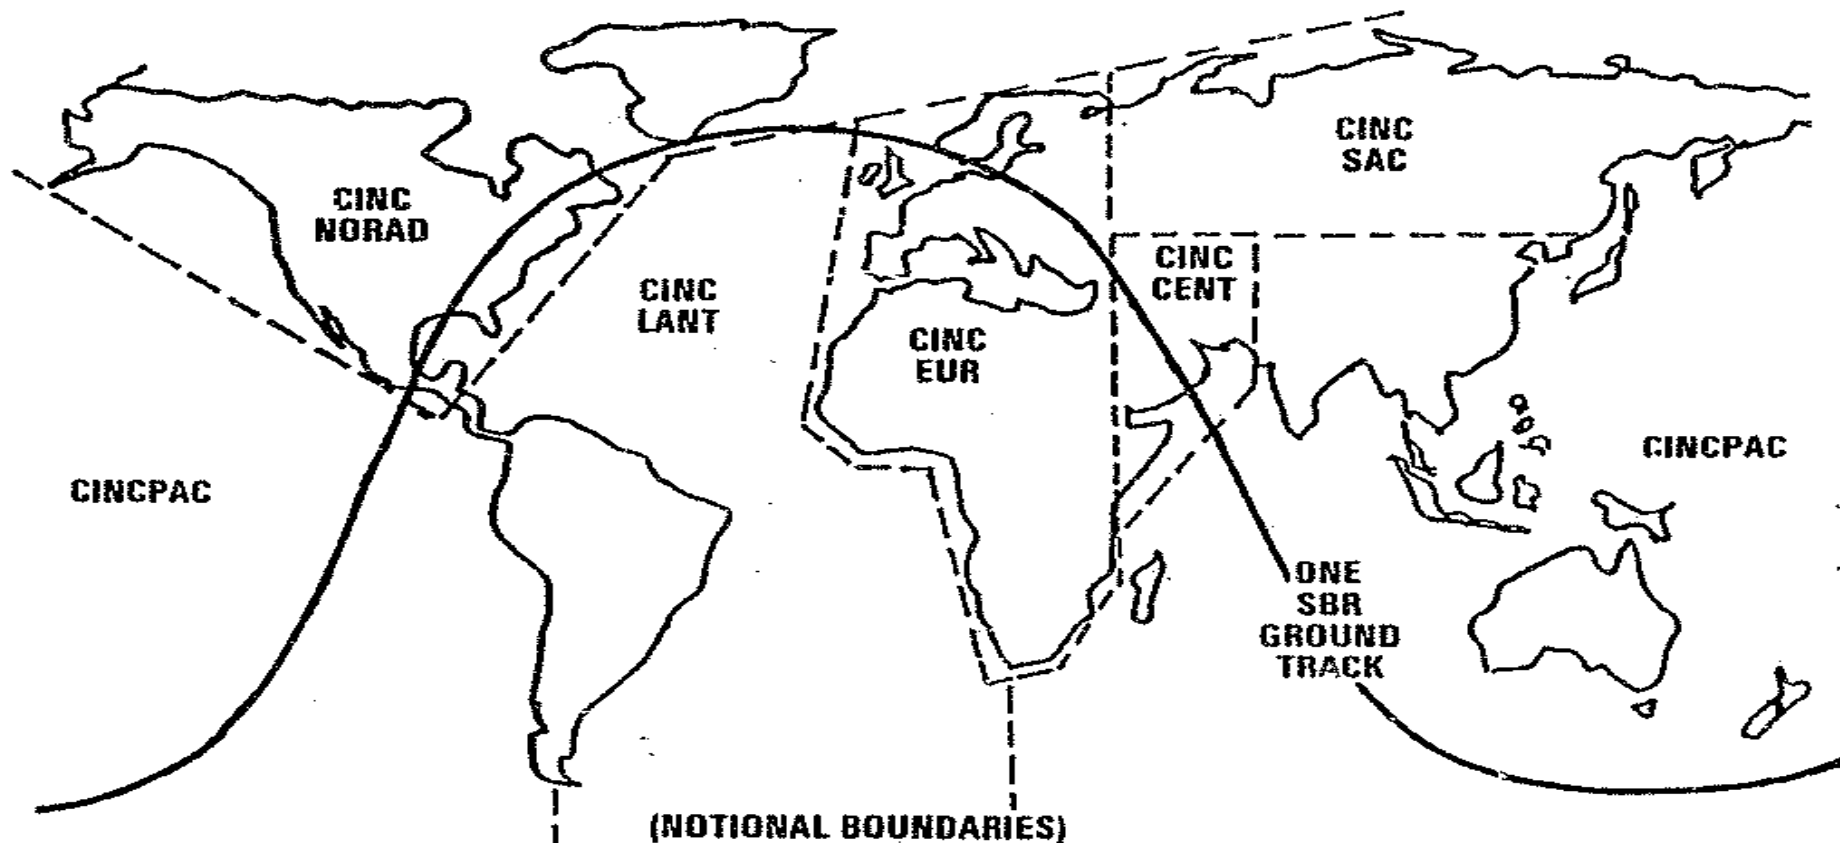 CINC
SAC
CINC
NORAD
CINC
LANT
CINC
CENT
CINC
EUR
CINCPAC
CINCPAC
ONE
SBR
GROUND
TRACK
(NOTIONAL BOUNDARIES)